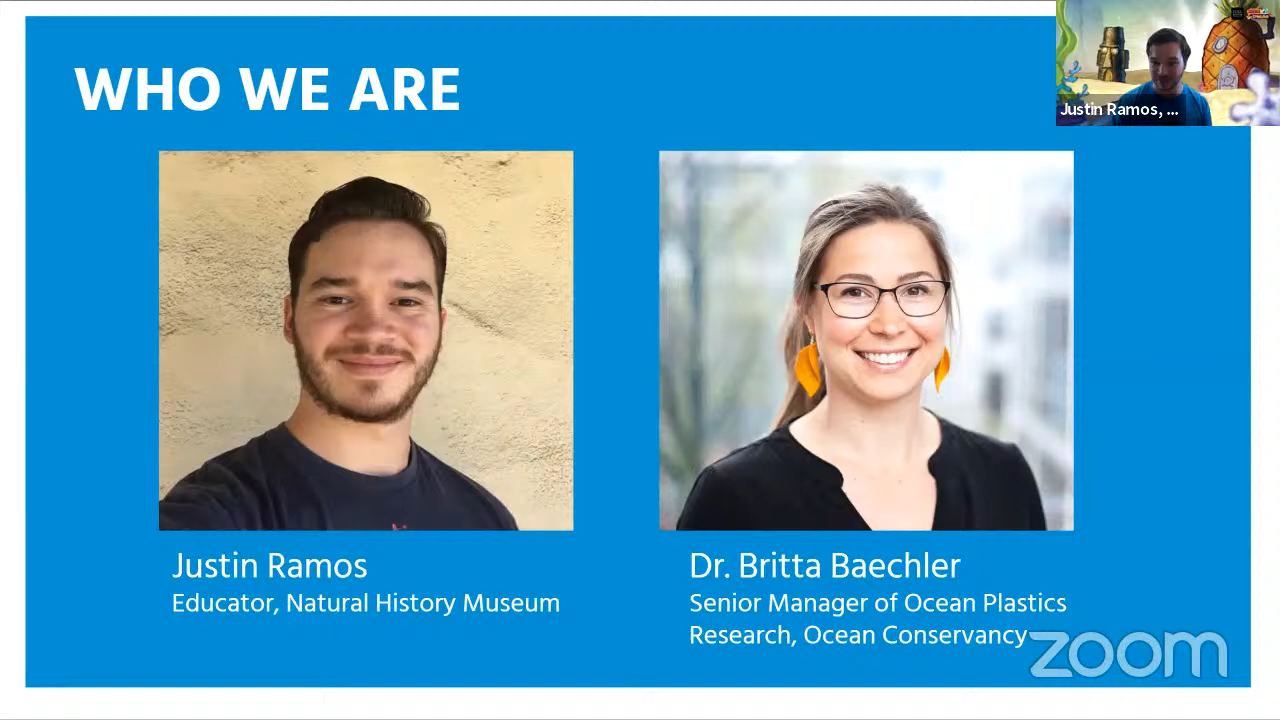 WHO WE ARE
Justin Ramos, ...
Justin Ramos
Educator, Natural History Museum
Dr. Britta Baechler
Senior Manager of Ocean Plastics
Research, Ocean Conservancy
zoom